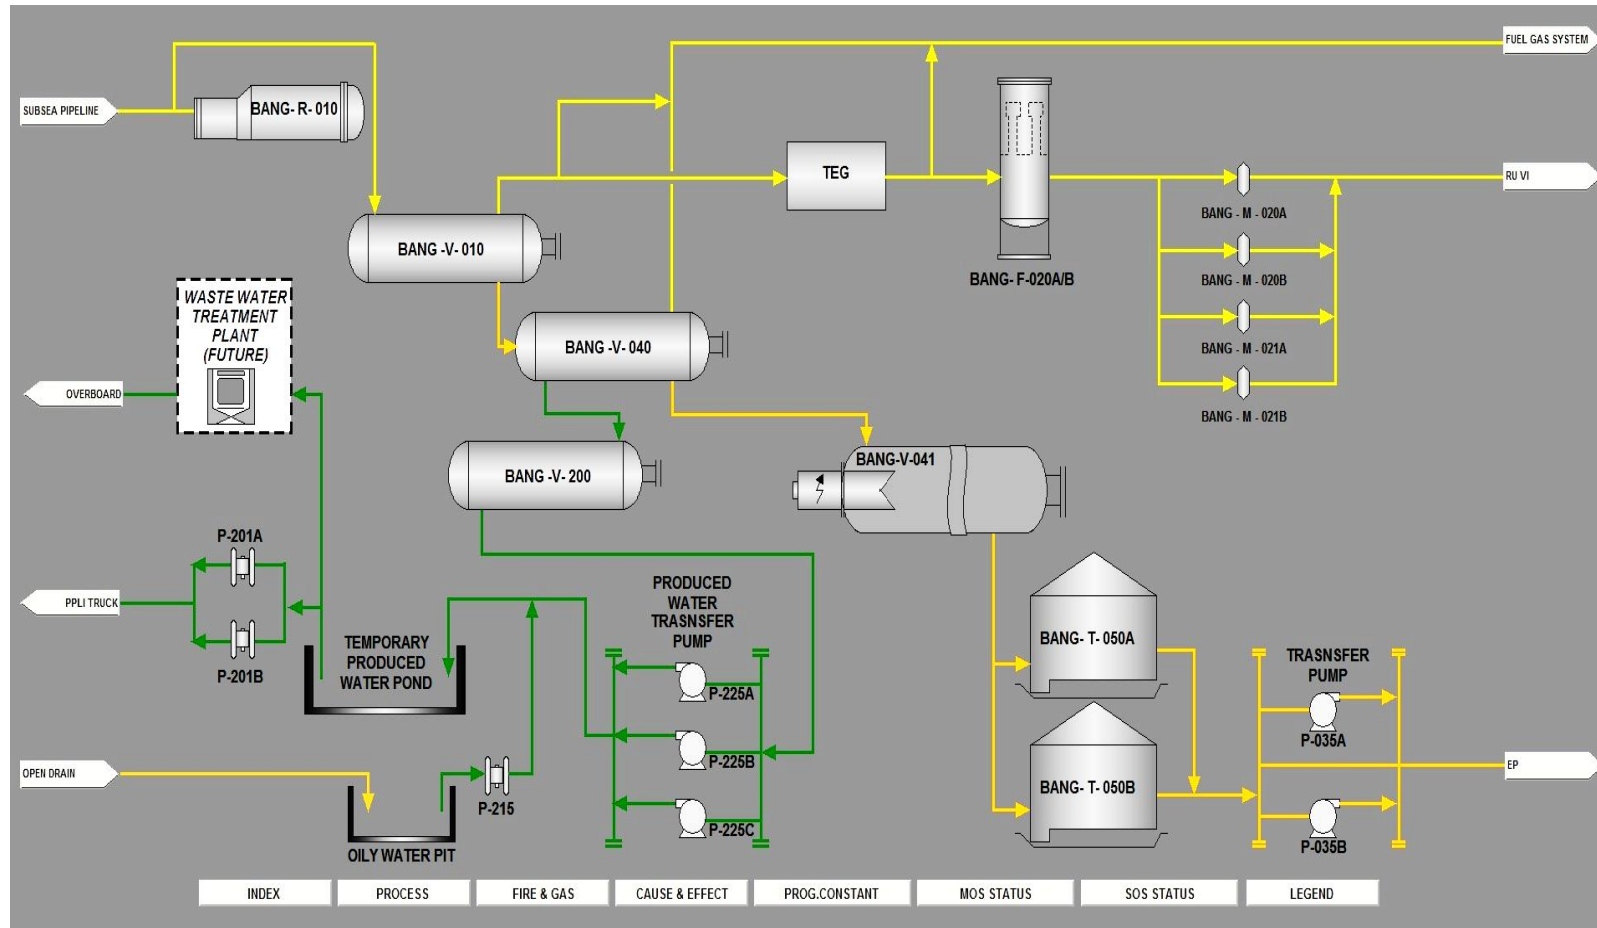 FUEL GAS SYSTEM
SUBSEA PIPELINE
BANG- R- 010
TEG
RU VI
BANG - M - 020A
BANG -V- 010
BANG- F-020A/B
BANG - M - 020B
WASTE WATER
TREATMENT
PLANT
(FUTURE)
BANG -V- 040
BANG - M - 021A
OVERBOARD
BANG - M - 021B
BANG-V-041
BANG -V- 200
P-201A
PPLI TRUCK
PRODUCED
WATER
TRASNSFER
PUMP
BANG- T- 050A
TEMPORARY
PRODUCED
WATER POND
TRASNSFER
PUMP
P-201B
P-225A
P-035A
OPEN DRAIN
P-225B
EP
BANG- T- 050B
P-215
P-225C
P-035B
OILY WATER PIT
INDEX
PROCESS
FIRE & GAS
CAUSE & EFFECT
PROG.CONSTANT
MOS STATUS
SOS STATUS
LEGEND